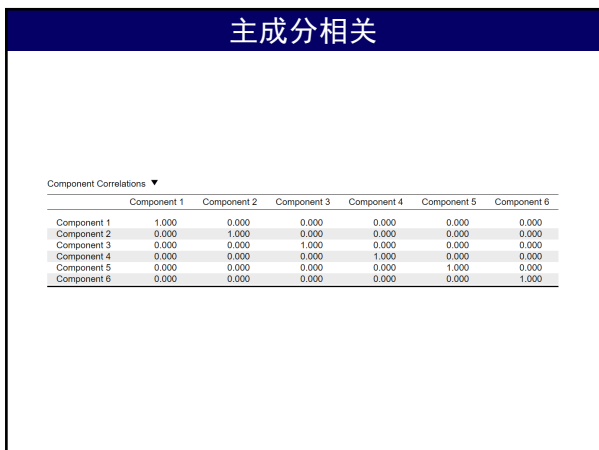 主成分相关
Component Correlations ▼
Component 1 Component 2 Component 3 Component 4 Component 5 Component 6
Component 1 1.000 0.000 0.000 0.000 0.000 0.000
Component 2 0.000 1.000 0.000 0.000 0.000 0.000
Component 3 0.000 0.000 1.000 0.000 0.000 0.000
Component 4 0.000 0.000 0.000 1.000 0.000 0.000
Component 5 0.000 0.000 0.000 0.000 1.000 0.000
Component 6 0.000 0.000 0.000 0.000 0.000 1.000